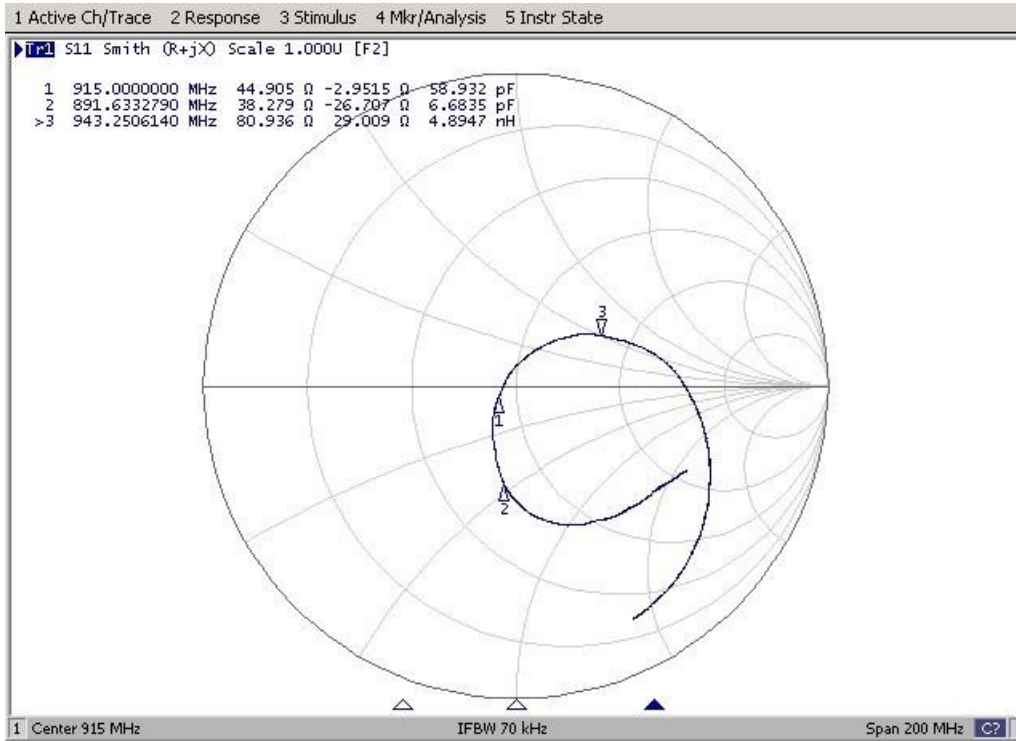 1 Active Ch/Trace 2 Response 3 Stimulus 4 Mkr/Analysis 5 Instr State
Tr1 S11 Smith (R+jX) Scale 1.000U [F2]
1 915.0000000 MHz 44.905 Ω -2.9515 Ω 58.932 pF
2 891.6332790 MHz 38.279 Ω -26.707 Ω 6.6835 pF
>3 943.2506140 MHz 80.936 Ω 29.009 Ω 4.8947 nH
3
1
2
1 Center 915 MHz IFBW 70 kHz Span 200 MHz C?